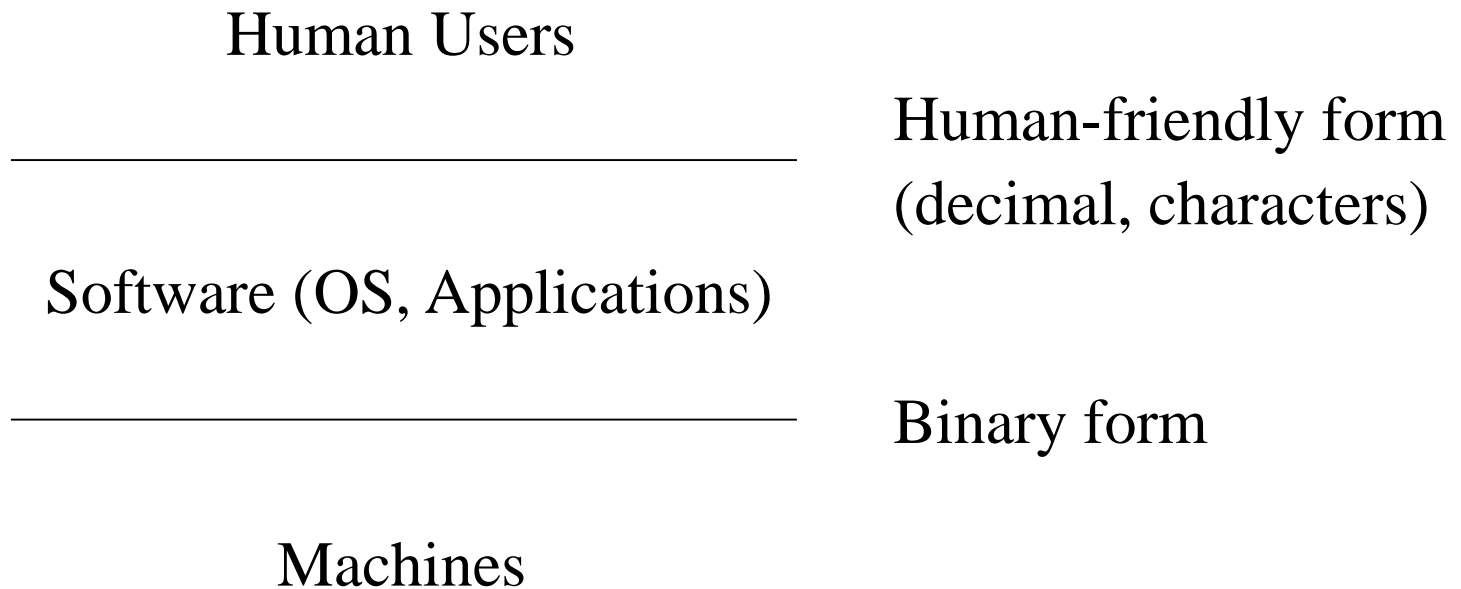 Human Users
Human-friendly form
(decimal, characters)
Software (OS, Applications)
Binary form
Machines